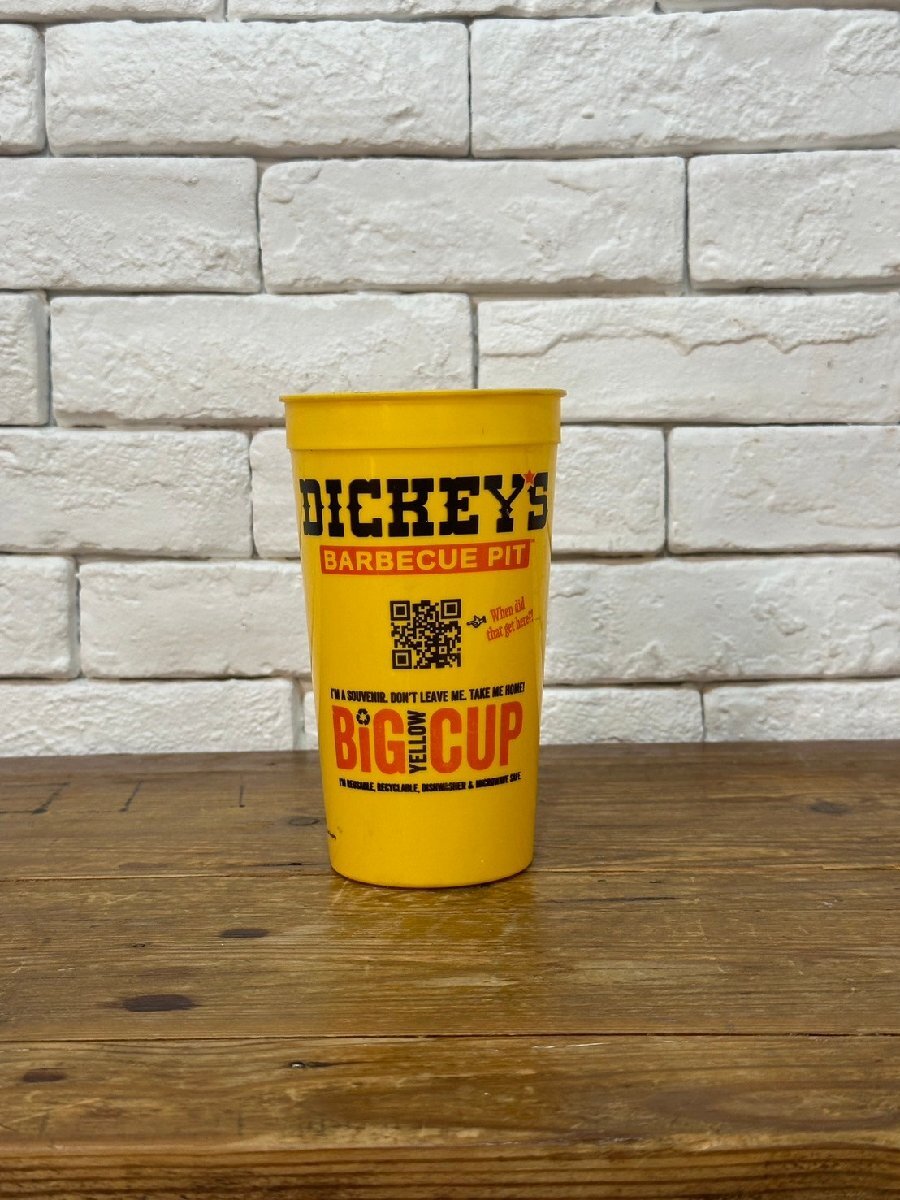 DICKEY'S
BARBECUE PIT
When did
that get here?!
I'M A SOUVENIR. DON'T LEAVE ME. TAKE ME HOME!
BiG YELLOW CUP
I'M REUSABLE, RECYCLABLE, DISHWASHER & MICROWAVE SAFE